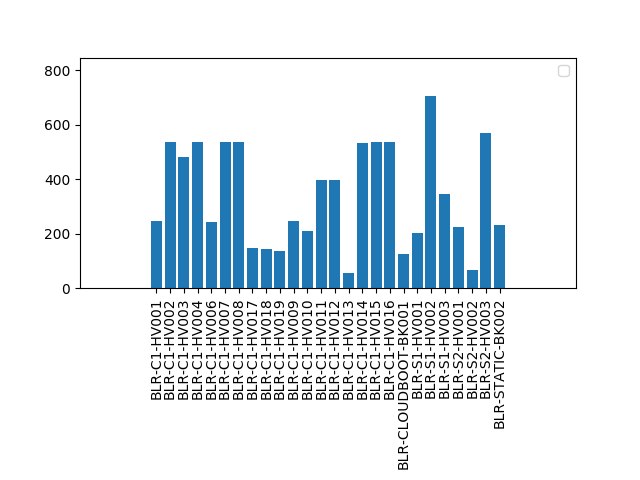 800
600
400
200
0
BLR-C1-HV001
BLR-C1-HV002
BLR-C1-HV003
BLR-C1-HV004
BLR-C1-HV006
BLR-C1-HV007
BLR-C1-HV008
BLR-C1-HV017
BLR-C1-HV018
BLR-C1-HV019
BLR-C1-HV009
BLR-C1-HV010
BLR-C1-HV011
BLR-C1-HV012
BLR-C1-HV013
BLR-C1-HV014
BLR-C1-HV015
BLR-C1-HV016
BLR-CLOUDBOOT-BK001
BLR-S1-HV001
BLR-S1-HV002
BLR-S1-HV003
BLR-S2-HV001
BLR-S2-HV002
BLR-S2-HV003
BLR-STATIC-BK002